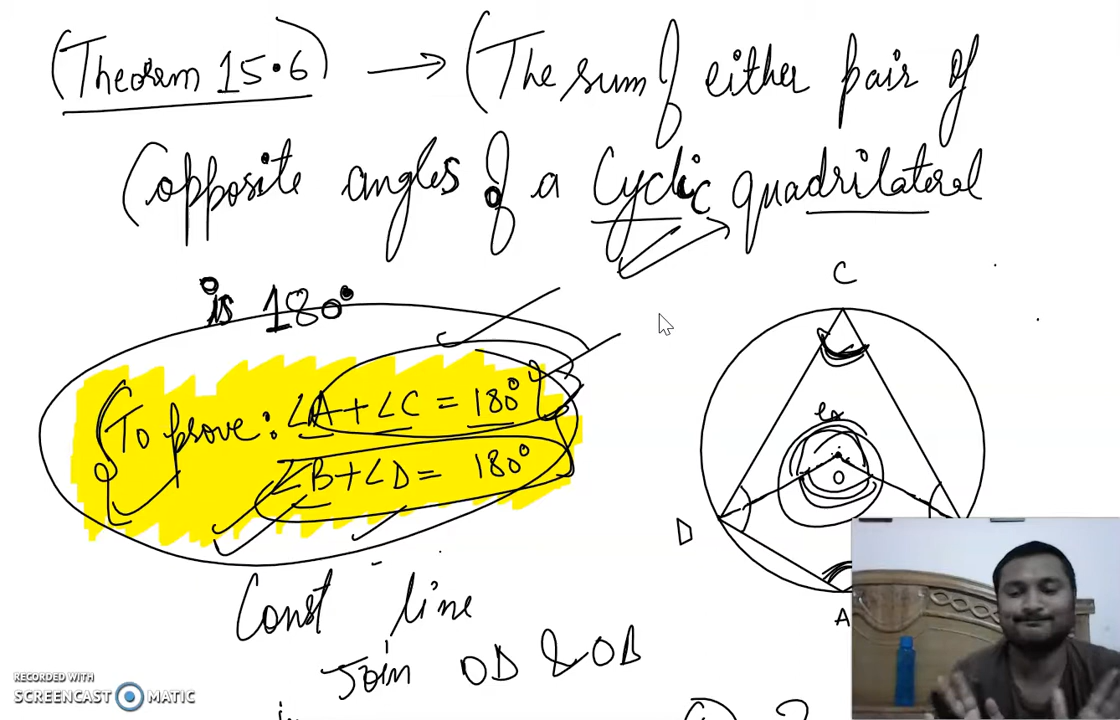 (Theorem 15.6) → (The sum of either pair of
(opposite angles of a cyclic quadrilateral
is 180°
C
To prove: ∠A + ∠C = 180°
∠B + ∠D = 180°
O
D
A
Const line
Join OD & OB
RECORDED WITH
SCREENCAST MATIC